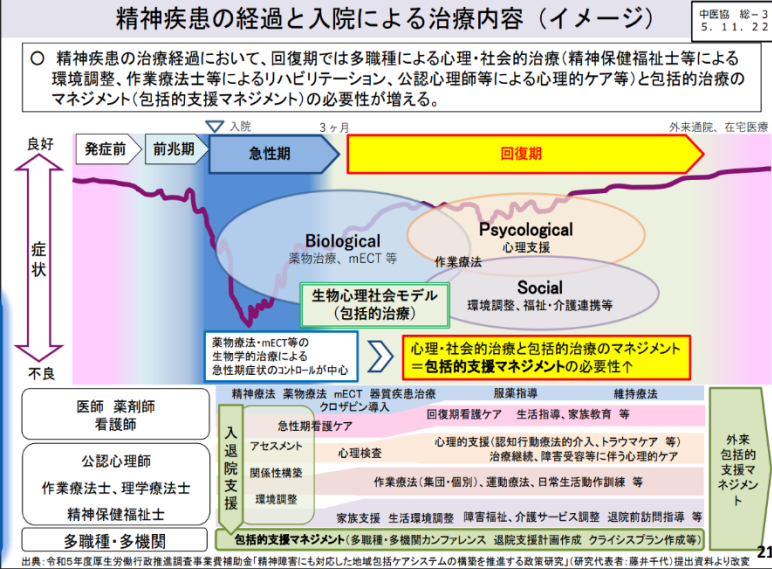 精神疾患の経過と入院による治療内容（イメージ）
中医協 総－３
５．１１．２２
○ 精神疾患の治療経過において、回復期では多職種による心理・社会的治療（精神保健福祉士等による
環境調整、作業療法士等によるリハビリテーション、公認心理師等による心理的ケア等）と包括的治療の
マネジメント（包括的支援マネジメント）の必要性が増える。
入院
３ヶ月
外来通院、在宅医療
良好
発症前
前兆期
急性期
回復期
症状
不良
Biological
薬物治療、mECT 等
Psycological
心理支援
作業療法
Social
環境調整、福祉・介護連携等
生物心理社会モデル
（包括的治療）
薬物療法・mECT等の
生物学的治療による
急性期症状のコントロールが中心
心理・社会的治療と包括的治療のマネジメント
＝包括的支援マネジメントの必要性↑
医師 薬剤師
看護師
公認心理師
作業療法士、理学療法士
精神保健福祉士
多職種・多機関
入退院支援
アセスメント
関係性構築
環境調整
精神療法 薬物療法 mECT 器質疾患治療
クロザピン導入
服薬指導
維持療法
急性期看護ケア
回復期看護ケア 生活指導、家族教育 等
心理検査
心理的支援（認知行動療法的介入、トラウマケア 等）
治療継続、障害受容等に伴う心理的ケア
作業療法（集団・個別）、運動療法、日常生活動作訓練 等
家族支援 生活環境調整 障害福祉、介護サービス調整 退院前訪問指導 等
包括的支援マネジメント（多職種・多機関カンファレンス 退院支援計画作成 クライシスプラン作成等）
外来
包括的
支援マ
ネジメ
ント
21
出典：令和5年度厚生労働行政推進調査事業費補助金「精神障害にも対応した地域包括ケアシステムの構築を推進する政策研究」（研究代表者：藤井千代）提出資料より改変